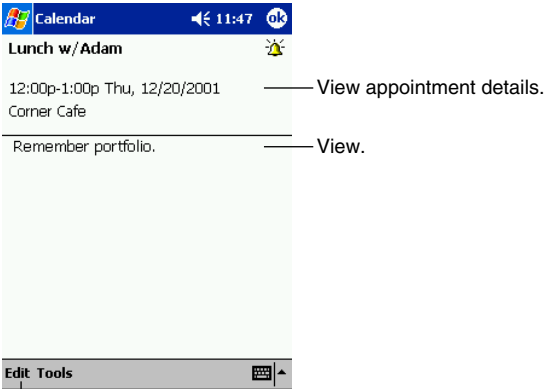 Calendar 11:47 ok
Lunch w/Adam
12:00p-1:00p Thu, 12/20/2001
View appointment details.
Corner Cafe
Remember portfolio.
View.
Edit Tools